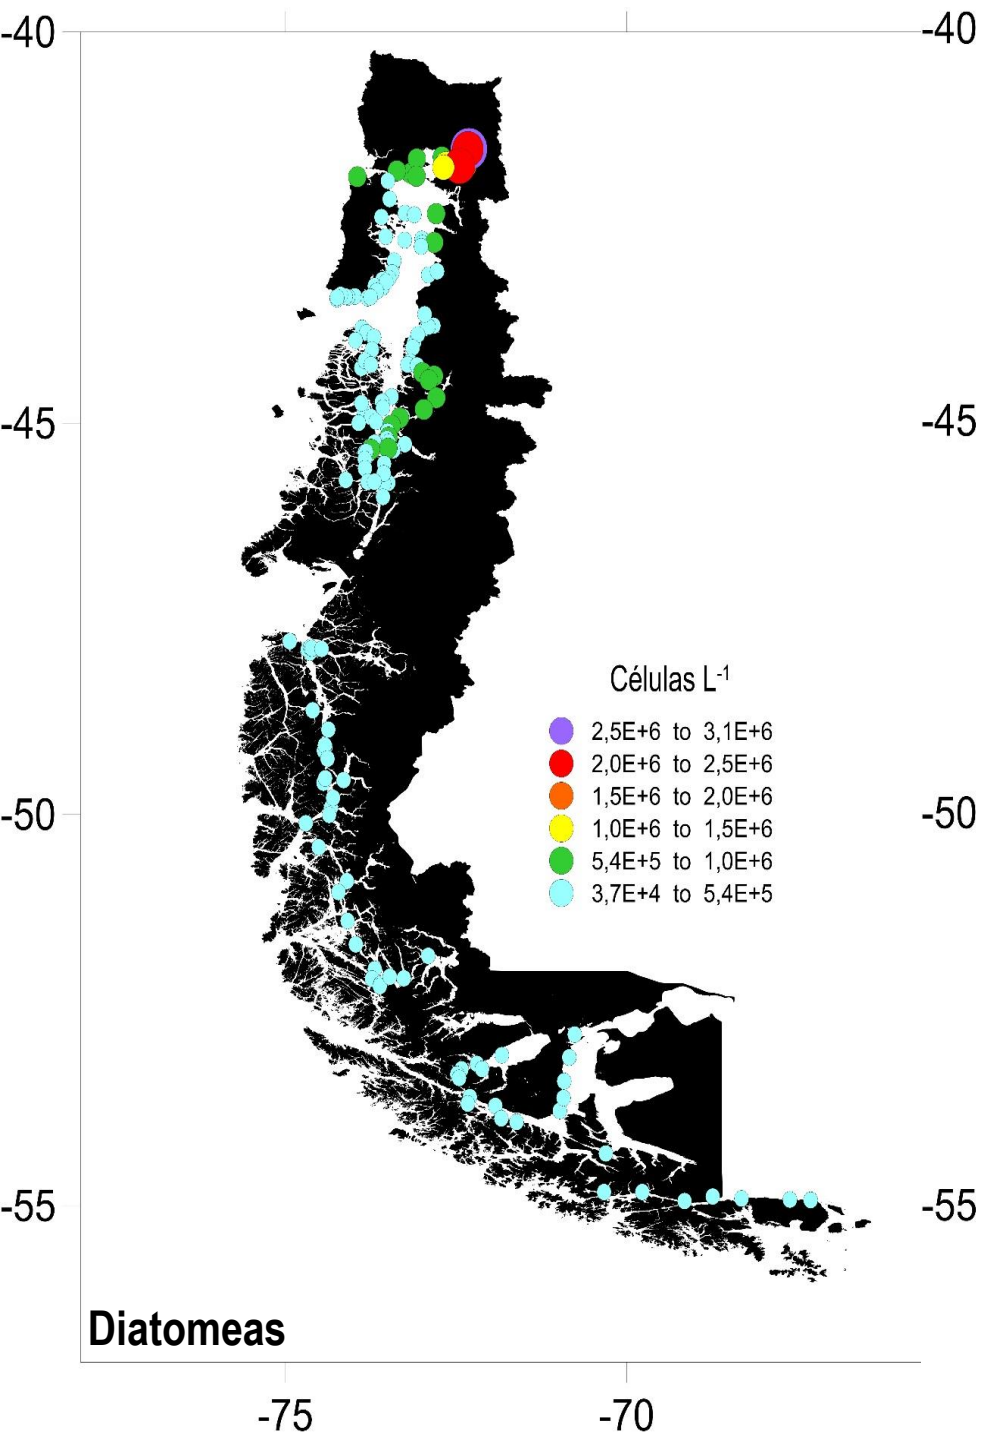 -40 -40
-45 -45
Células L-1
2,5E+6 to 3,1E+6
2,0E+6 to 2,5E+6
1,5E+6 to 2,0E+6
1,0E+6 to 1,5E+6
5,4E+5 to 1,0E+6
3,7E+4 to 5,4E+5
-50 -50
-55 -55
Diatomeas
-75 -70